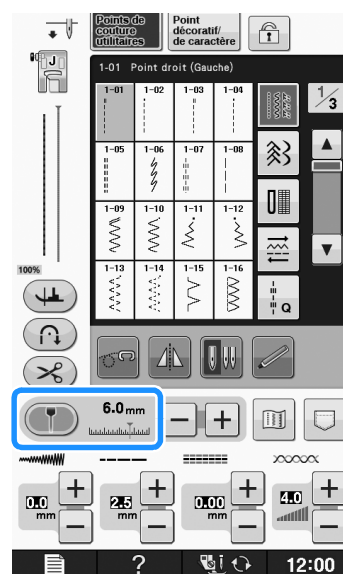 Points de
couture
utilitaires
Point
décoratif/
de caractère
J
1-01 Point droit (Gauche)
1-01 1-02 1-03 1-04
1/3
1-05 1-06 1-07 1-08
1-09 1-10 1-11 1-12
1-13 1-14 1-15 1-16
100%
Q
6.0 mm
0.0 mm
2.5 mm
0.00 mm
4.0
?
12:00